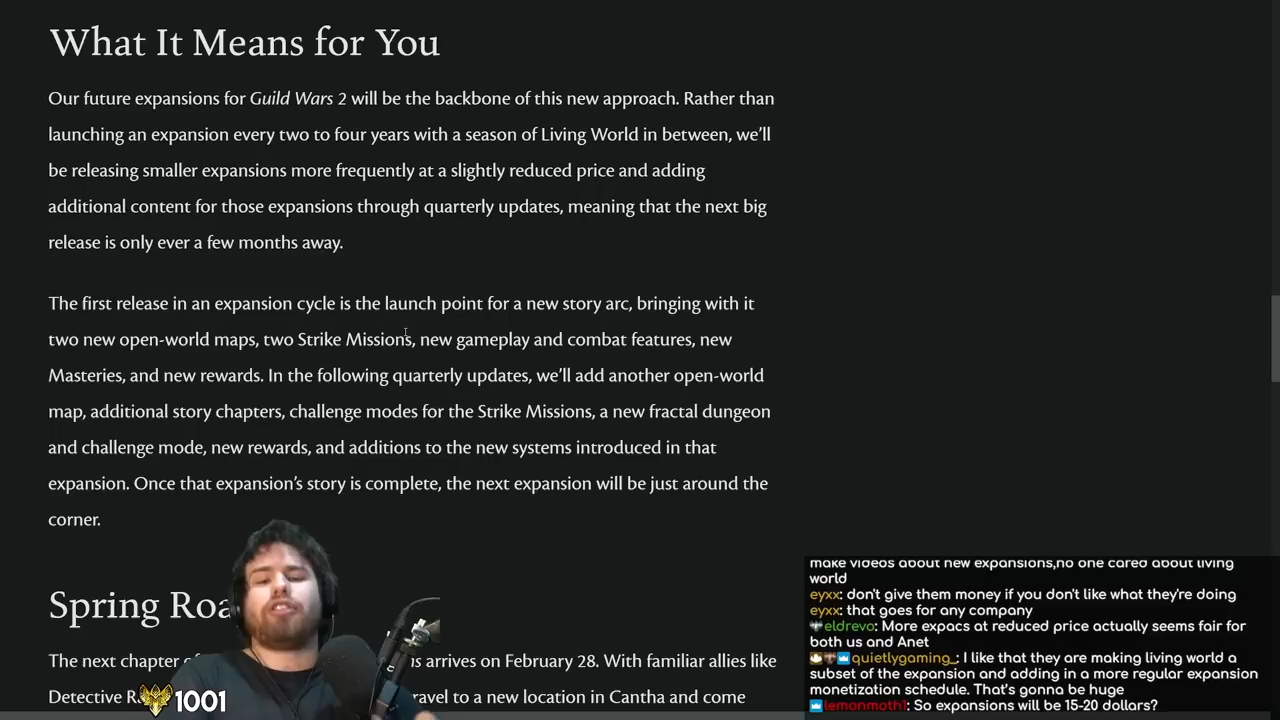 What It Means for You
Our future expansions for Guild Wars 2 will be the backbone of this new approach. Rather than
launching an expansion every two to four years with a season of Living World in between, we'll
be releasing smaller expansions more frequently at a slightly reduced price and adding
additional content for those expansions through quarterly updates, meaning that the next big
release is only ever a few months away.
The first release in an expansion cycle is the launch point for a new story arc, bringing with it
two new open-world maps, two Strike Missions, new gameplay and combat features, new
Masteries, and new rewards. In the following quarterly updates, we'll add another open-world
map, additional story chapters, challenge modes for the Strike Missions, a new fractal dungeon
and challenge mode, new rewards, and additions to the new systems introduced in that
expansion. Once that expansion's story is complete, the next expansion will be just around the
corner.
Spring Roa
The next chapter of is arrives on February 28. With familiar allies like
Detective R ravel to a new location in Cantha and come
1001
make videos about new expansions,no one cared about living
world
eyxx: don't give them money if you don't like what they're doing
eyxx: that goes for any company
eldrevo: More expacs at reduced price actually seems fair for
both us and Anet
quietlygaming_: I like that they are making living world a
subset of the expansion and adding in a more regular expansion
monetization schedule. That's gonna be huge
lemonmoth1: So expansions will be 15-20 dollars?